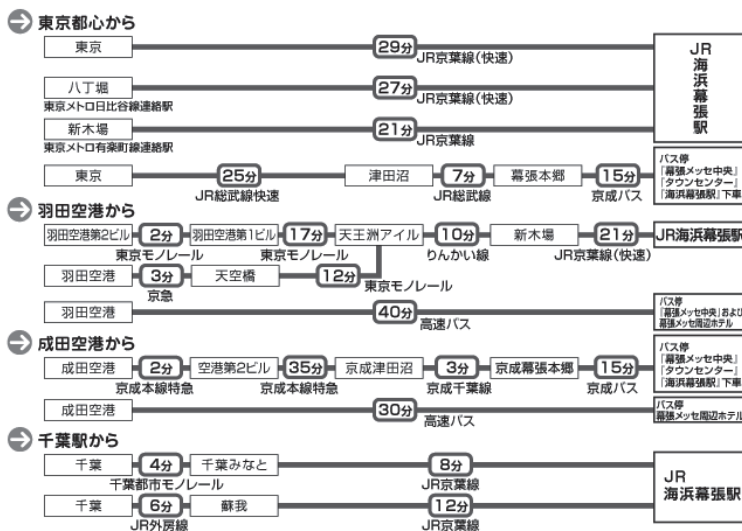 東京都心から
東京 29分 JR京葉線(快速)
八丁堀 27分 JR京葉線(快速)
東京メトロ日比谷線連絡駅
新木場 21分 JR京葉線
東京メトロ有楽町線連絡駅
JR海浜幕張駅
東京 25分 JR総武線快速 津田沼 7分 JR総武線 幕張本郷 15分 京成バス
バス停
「幕張メッセ中央」
「タウンセンター」
「海浜幕張駅」下車
羽田空港から
羽田空港第2ビル 2分 東京モノレール 羽田空港第1ビル 17分 東京モノレール 天王洲アイル 10分 りんかい線 新木場 21分 JR京葉線(快速) JR海浜幕張駅
羽田空港 3分 京急 天空橋 12分 東京モノレール
羽田空港 40分 高速バス
バス停
「幕張メッセ中央」および
幕張メッセ周辺ホテル
成田空港から
成田空港 2分 京成本線特急 空港第2ビル 35分 京成本線特急 京成津田沼 3分 京成千葉線 京成幕張本郷 15分 京成バス
バス停
「幕張メッセ中央」
「タウンセンター」
「海浜幕張駅」下車
成田空港 30分 高速バス
バス停
幕張メッセ周辺ホテル
千葉駅から
千葉 4分 千葉都市モノレール 千葉みなと 8分 JR京葉線
千葉 6分 JR外房線 蘇我 12分 JR京葉線
JR
海浜幕張駅